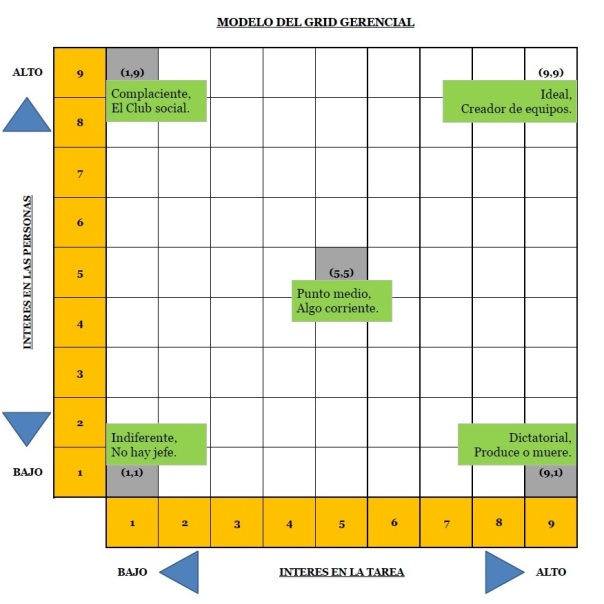 MODELO DEL GRID GERENCIAL
ALTO
9
(1,9)
(9,9)
Complaciente,
El Club social.
Ideal,
Creador de equipos.
8
7
6
INTERES EN LAS PERSONAS
5
(5,5)
Punto medio,
Algo corriente.
4
3
2
Indiferente,
No hay jefe.
Dictatorial,
Produce o muere.
BAJO
1
(1,1)
(9,1)
1 2 3 4 5 6 7 8 9
BAJO
INTERES EN LA TAREA
ALTO